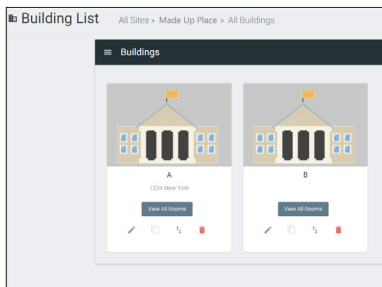 Building List
All Sites » Made Up Place » All Buildings
Buildings
A
1234 New York
View All Rooms
B
View All Rooms